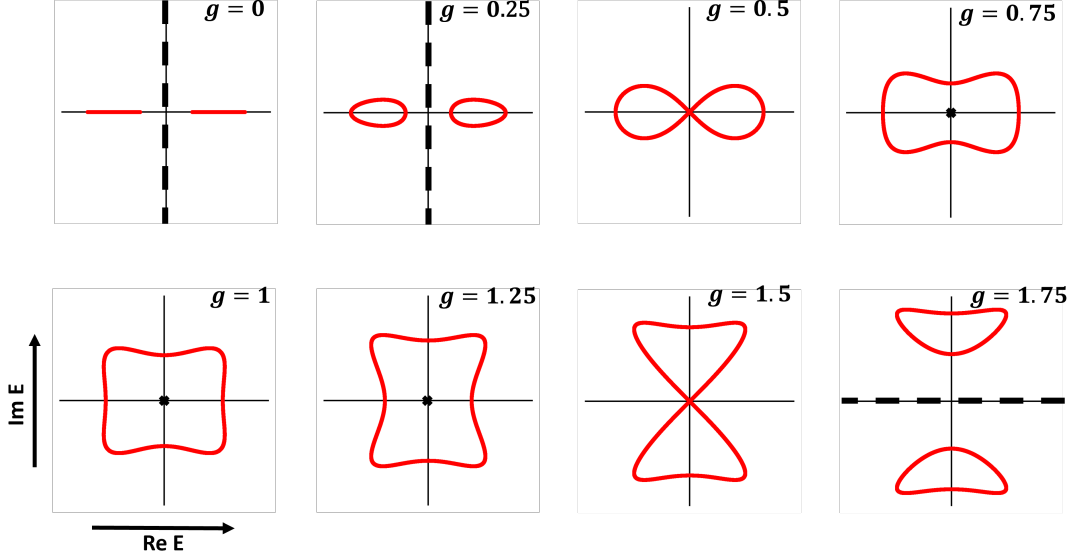 g = 0
g = 0.25
g = 0.5
g = 0.75
g = 1
g = 1.25
g = 1.5
g = 1.75
Im E
Re E